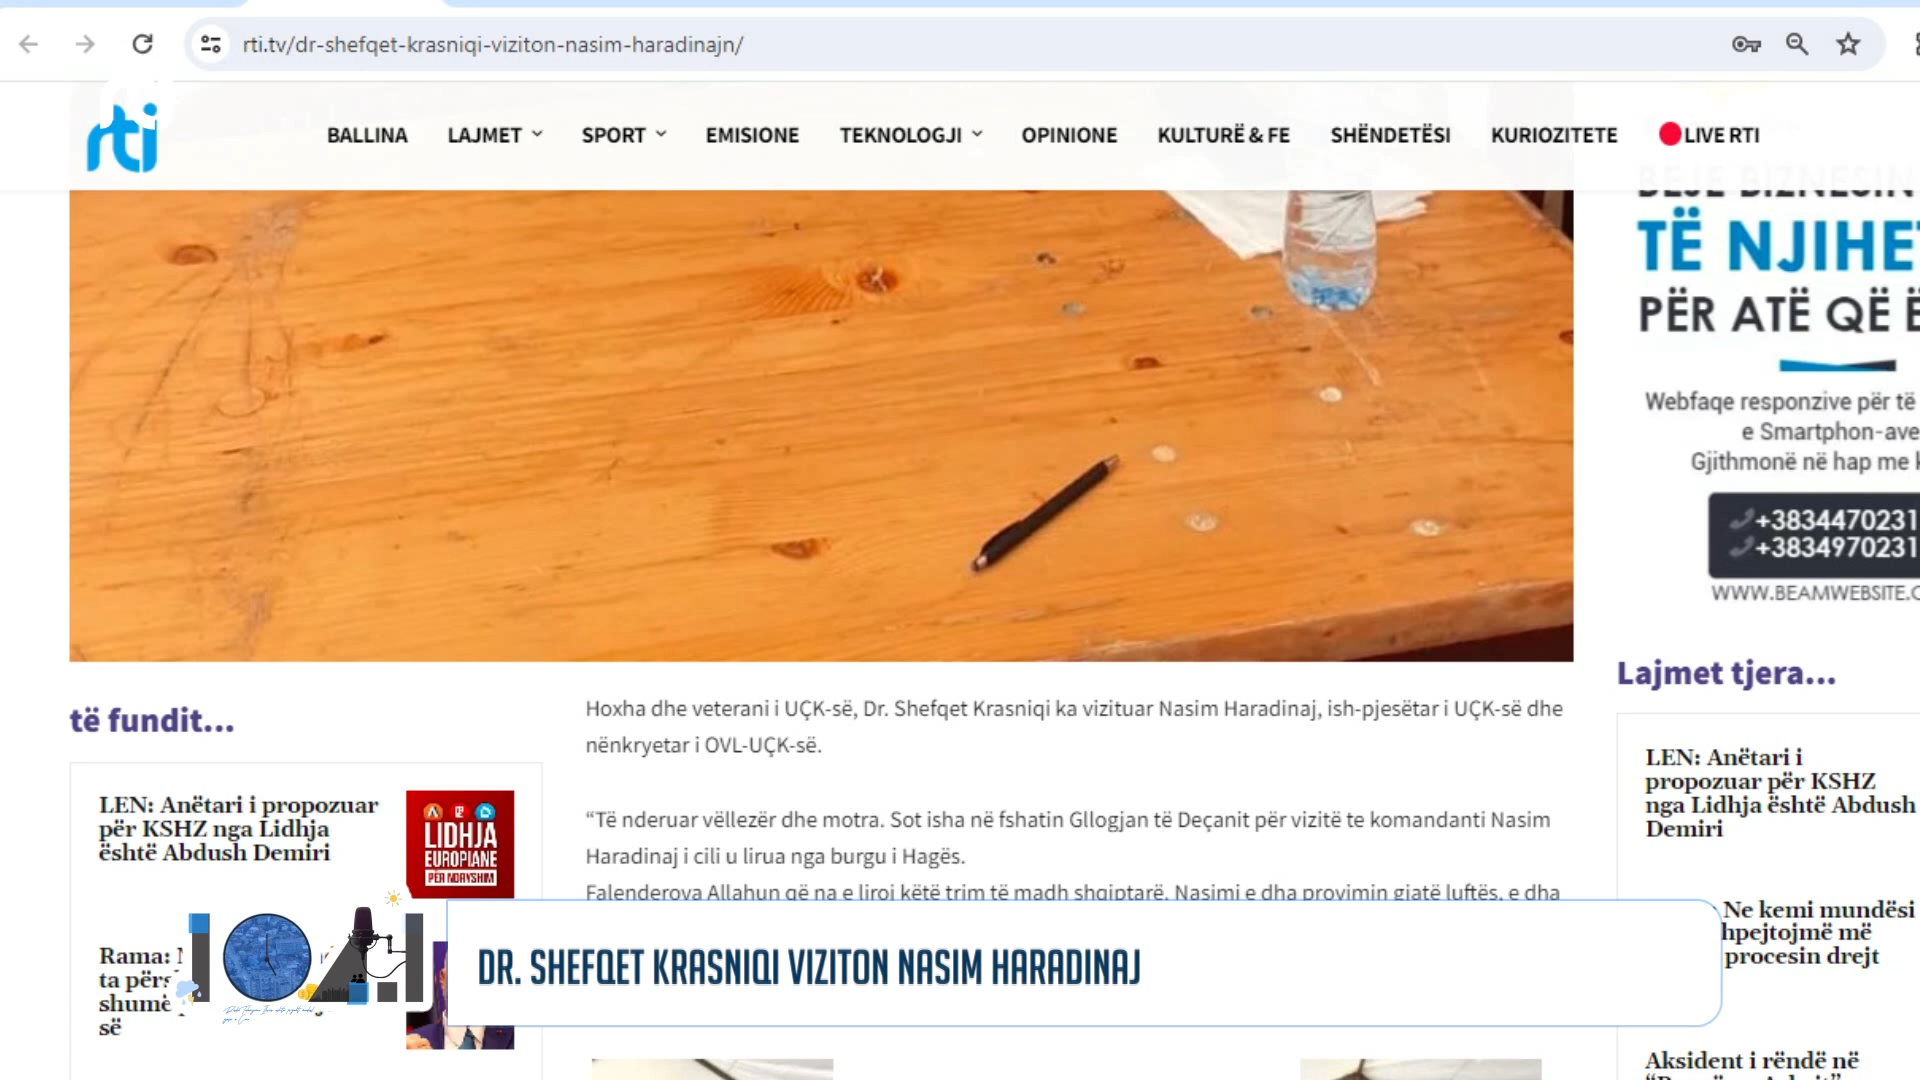 rti.tv/dr-shefqet-krasniqi-viziton-nasim-haradinajn/
rti
BALLINA LAJMET SPORT EMISIONE TEKNOLOGJI OPINIONE KULTURË & FE SHËNDETËSI KURIOZITETE LIVE RTI
BËJE BIZNESIN
TË NJIHET
PËR ATË QË Ë
Webfaqe responzive për të
e Smartphon-ave
Gjithmonë në hap me
+3834470231
+3834970231
WWW.BEAMWEBSITE.C
të fundit...
LEN: Anëtari i propozuar
për KSHZ nga Lidhja
është Abdush Demiri
LIDHJA
EUROPIANE
PËR NDRYSHIM
Rama:
ta përs
shumë
së
Hoxha dhe veterani i UÇK-së, Dr. Shefqet Krasniqi ka vizituar Nasim Haradinaj, ish-pjesëtar i UÇK-së dhe
nënkryetar i OVL-UÇK-së.
“Të nderuar vëllezër dhe motra. Sot isha në fshatin Gllogjan të Deçanit për vizitë te komandanti Nasim
Haradinaj i cili u lirua nga burgu i Hagës.
Falenderova Allahun që na e liroi këtë trim të madh shqiptarë. Nasimi e dha provimin gjatë luftës, e dha
Lajmet tjera...
LEN: Anëtari i
propozuar për KSHZ
nga Lidhja është Abdush
Demiri
Ne kemi mundësi
hpejtojmë më
procesin drejt
Aksident i rëndë në
DR. SHEFQET KRASNIQI VIZITON NASIM HARADINAJ